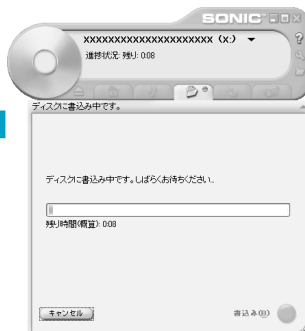 SONIC
XXXXXXXXXXXXXXXXXXXXX (X:)
進捗状況: 残り: 0:08
ディスクに書込み中です。
ディスクに書込み中です。しばらくお待ちください...
残り時間(概算): 0:08
キャンセル
書込み(B)